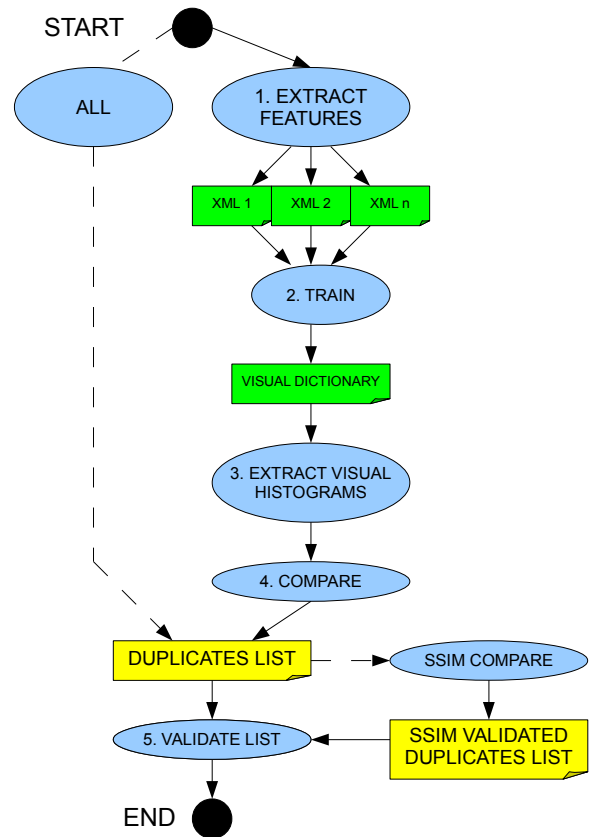 START
ALL
1. EXTRACT
FEATURES
XML 1
XML 2
XML n
2. TRAIN
VISUAL DICTIONARY
3. EXTRACT VISUAL
HISTOGRAMS
4. COMPARE
DUPLICATES LIST
SSIM COMPARE
5. VALIDATE LIST
SSIM VALIDATED
DUPLICATES LIST
END